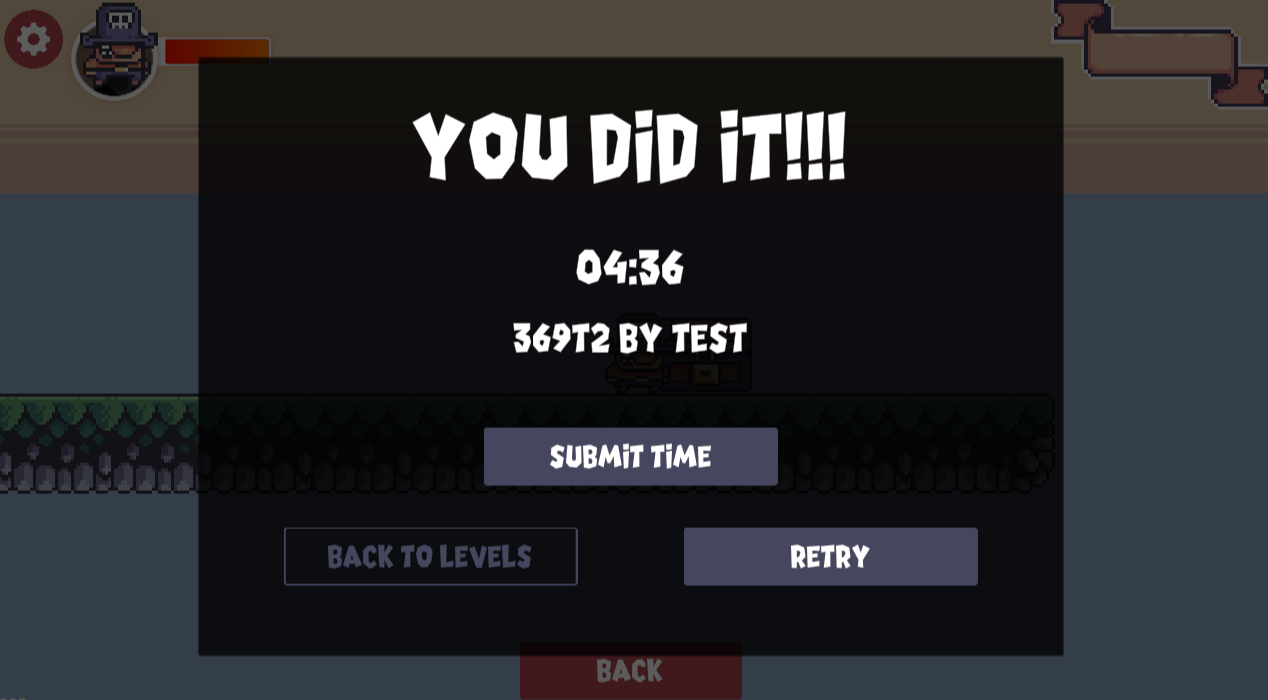 YOU DiD iT!!!
04:36
369T2 BY TEST
SUBMiT TiME
BACK TO LEVELS
RETRY
BACK